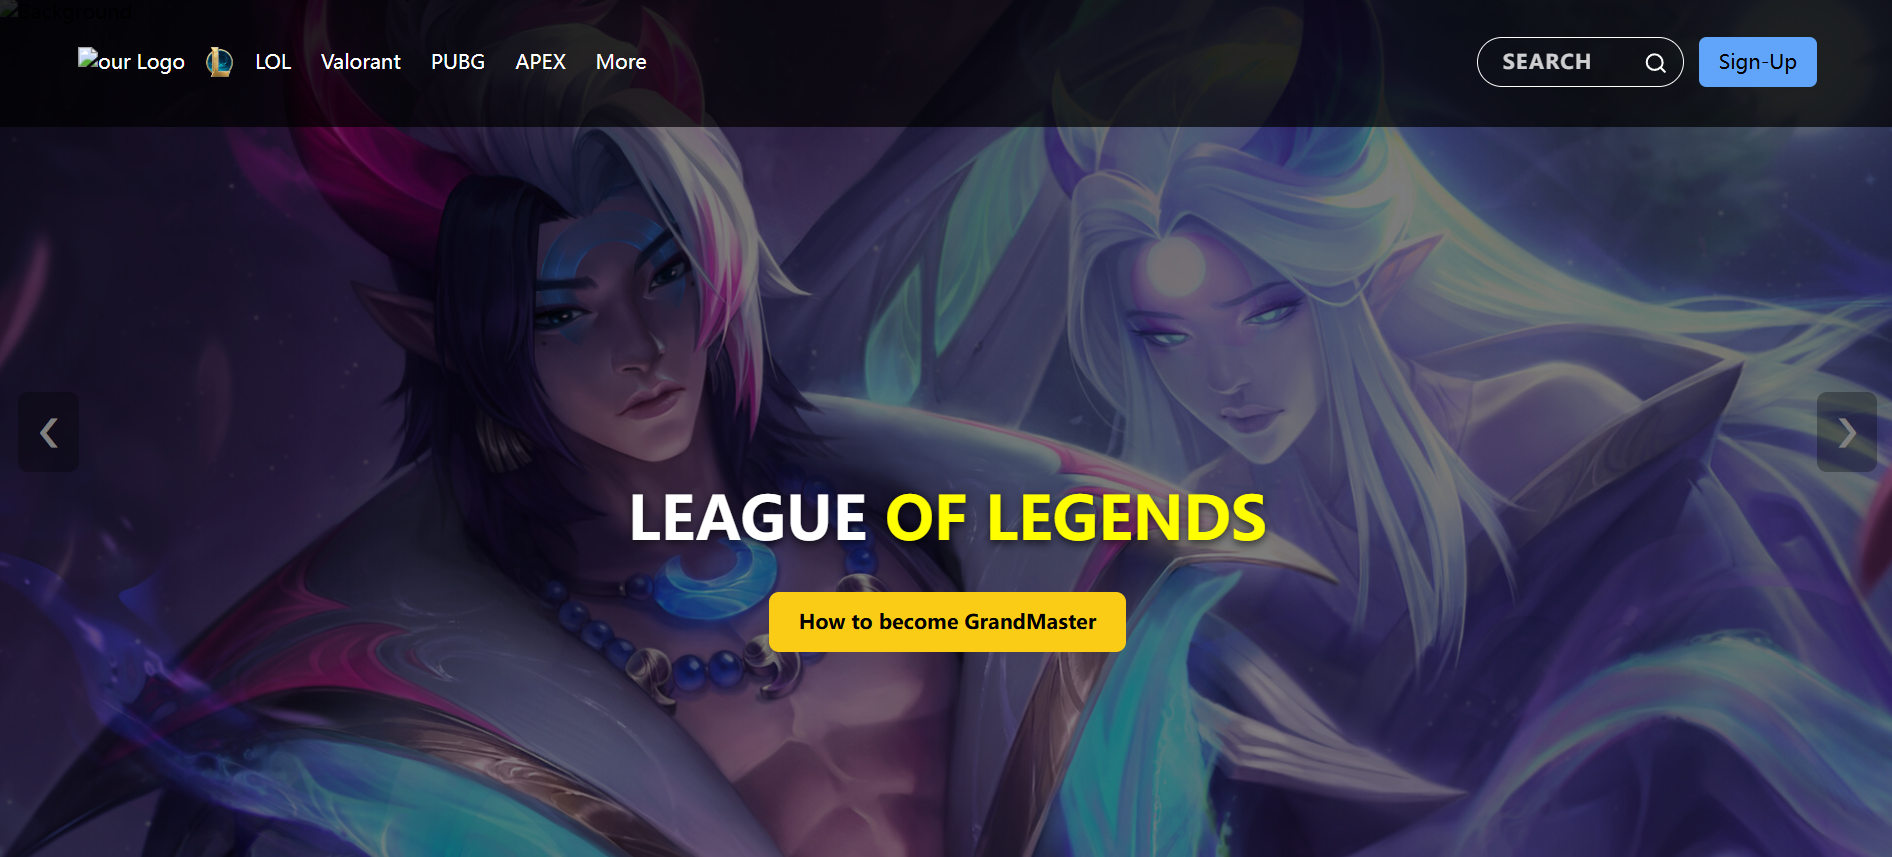 Background
our Logo
LOL
Valorant
PUBG
APEX
More
SEARCH
Sign-Up
LEAGUE OF LEGENDS
How to become GrandMaster